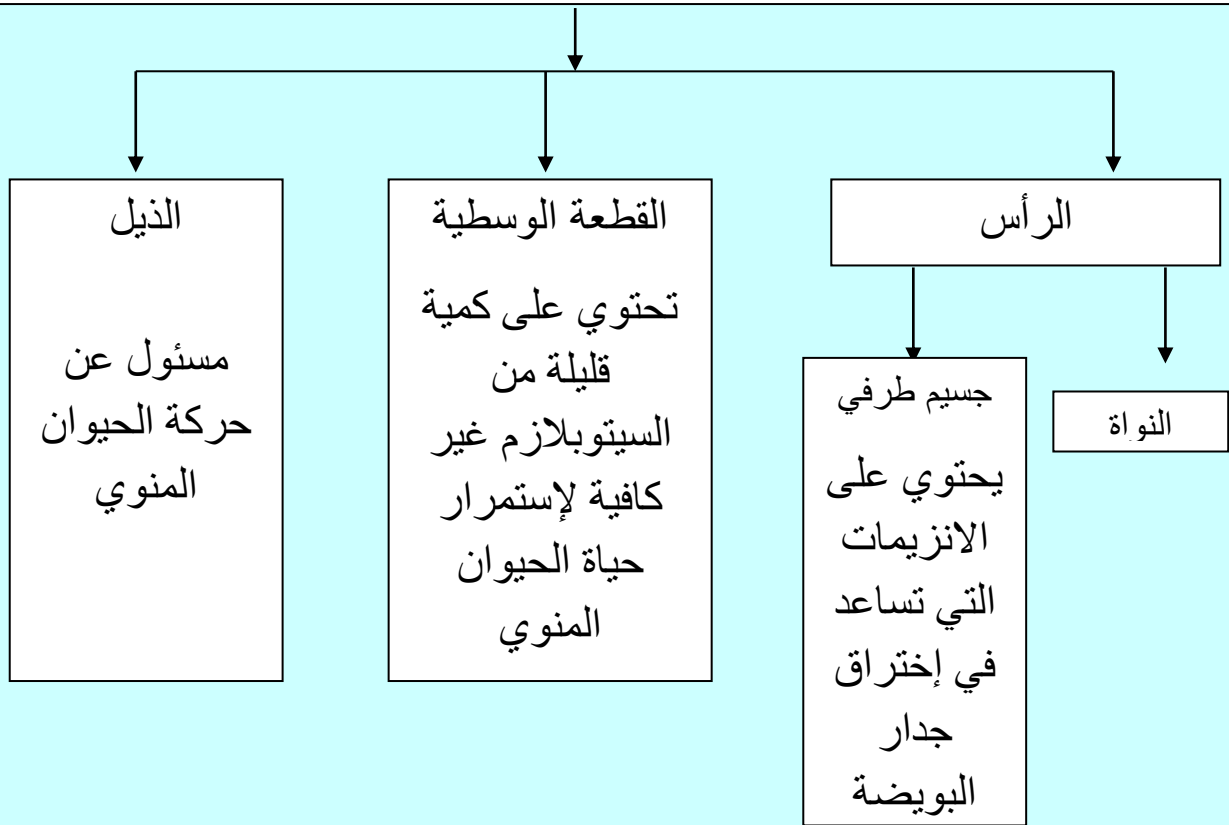 الرأس
النواة
جسيم طرفي
يحتوي على
الانزيمات
التي تساعد
في إختراق
جدار
البويضة
القطعة الوسطية
تحتوي على كمية
قليلة من
السيتوبلازم غير
كافية لإستمرار
حياة الحيوان
المنوي
الذيل
مسئول عن
حركة الحيوان
المنوي